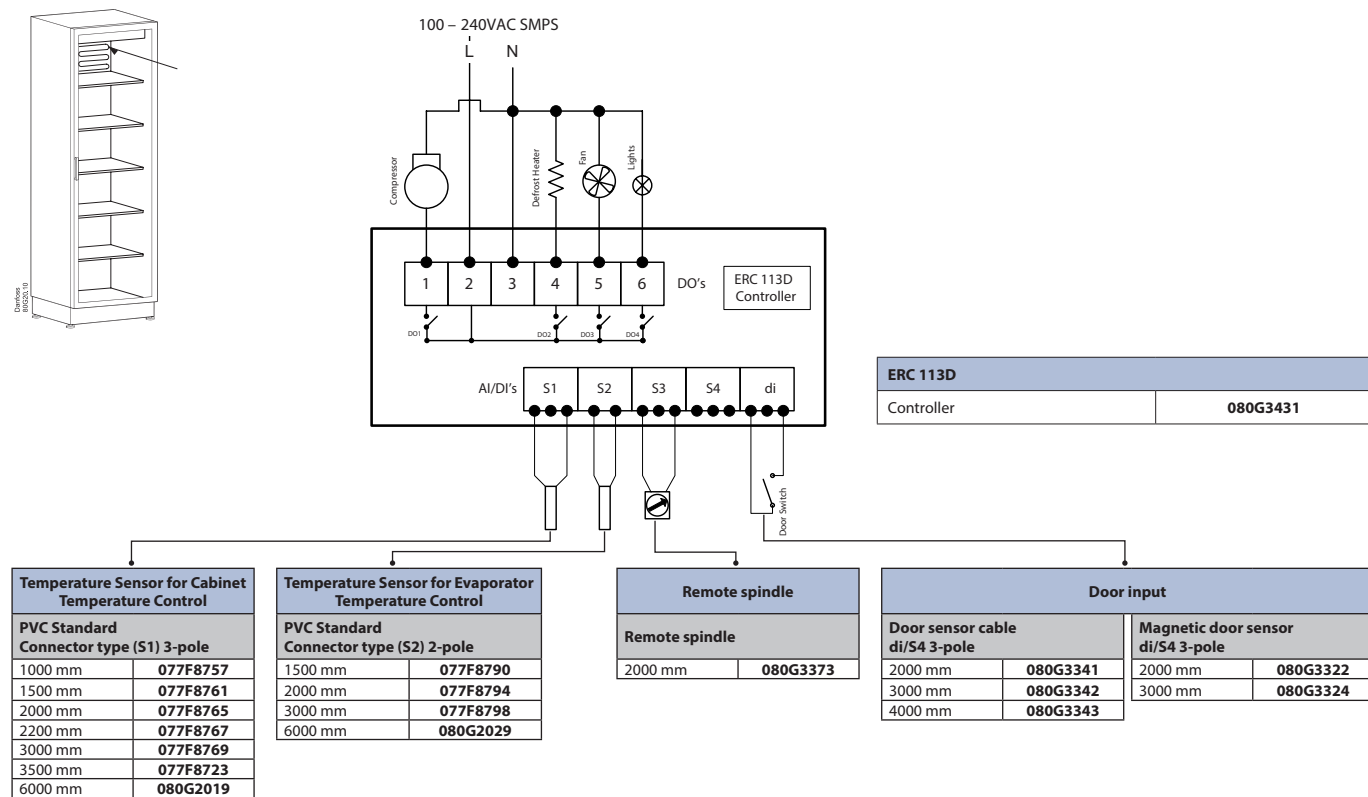 100 – 240VAC SMPS
L N
Compressor
Defrost Heater
Fan
Lights
Danfoss
80G20.10
1 2 3 4 5 6 DO's
ERC 113D
Controller
DO1 DO2 DO3 DO4
AI/DI's S1 S2 S3 S4 di
Door Switch
ERC 113D
Controller 080G3431
Temperature Sensor for Cabinet
Temperature Control
PVC Standard
Connector type (S1) 3-pole
1000 mm 077F8757
1500 mm 077F8761
2000 mm 077F8765
2200 mm 077F8767
3000 mm 077F8769
3500 mm 077F8723
6000 mm 080G2019
Temperature Sensor for Evaporator
Temperature Control
PVC Standard
Connector type (S2) 2-pole
1500 mm 077F8790
2000 mm 077F8794
3000 mm 077F8798
6000 mm 080G2029
Remote spindle
Remote spindle
2000 mm 080G3373
Door input
Door sensor cable
di/S4 3-pole
2000 mm 080G3341
3000 mm 080G3342
4000 mm 080G3343
Magnetic door sensor
di/S4 3-pole
2000 mm 080G3322
3000 mm 080G3324